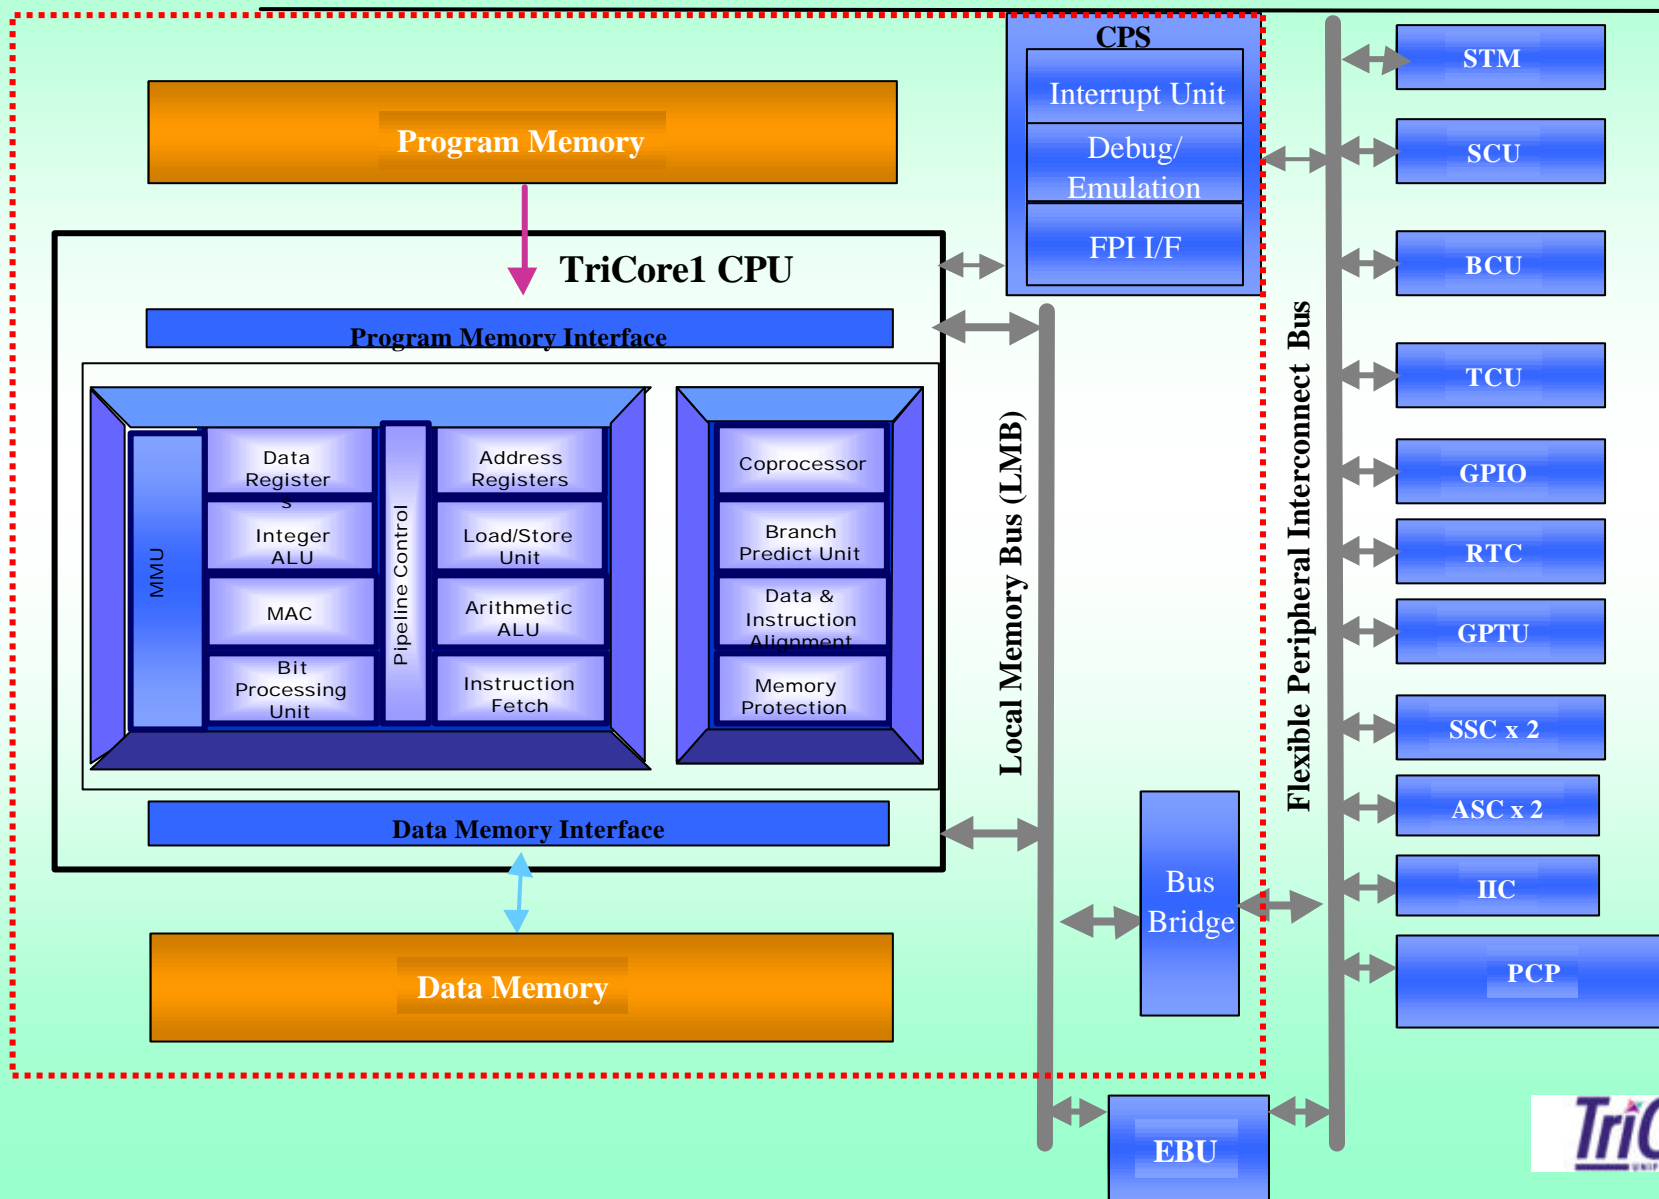 CPS
Interrupt Unit
Debug/
Emulation
FPI I/F
Program Memory
TriCore1 CPU
Program Memory Interface
MMU
Data
Register
s
Integer
ALU
MAC
Bit
Processing
Unit
Pipeline Control
Address
Registers
Load/Store
Unit
Arithmetic
ALU
Instruction
Fetch
Coprocessor
Branch
Predict Unit
Data &
Instruction
Alignment
Memory
Protection
Data Memory Interface
Data Memory
Local Memory Bus (LMB)
Bus
Bridge
EBU
Flexible Peripheral Interconnect Bus
STM
SCU
BCU
TCU
GPIO
RTC
GPTU
SSC x 2
ASC x 2
IIC
PCP